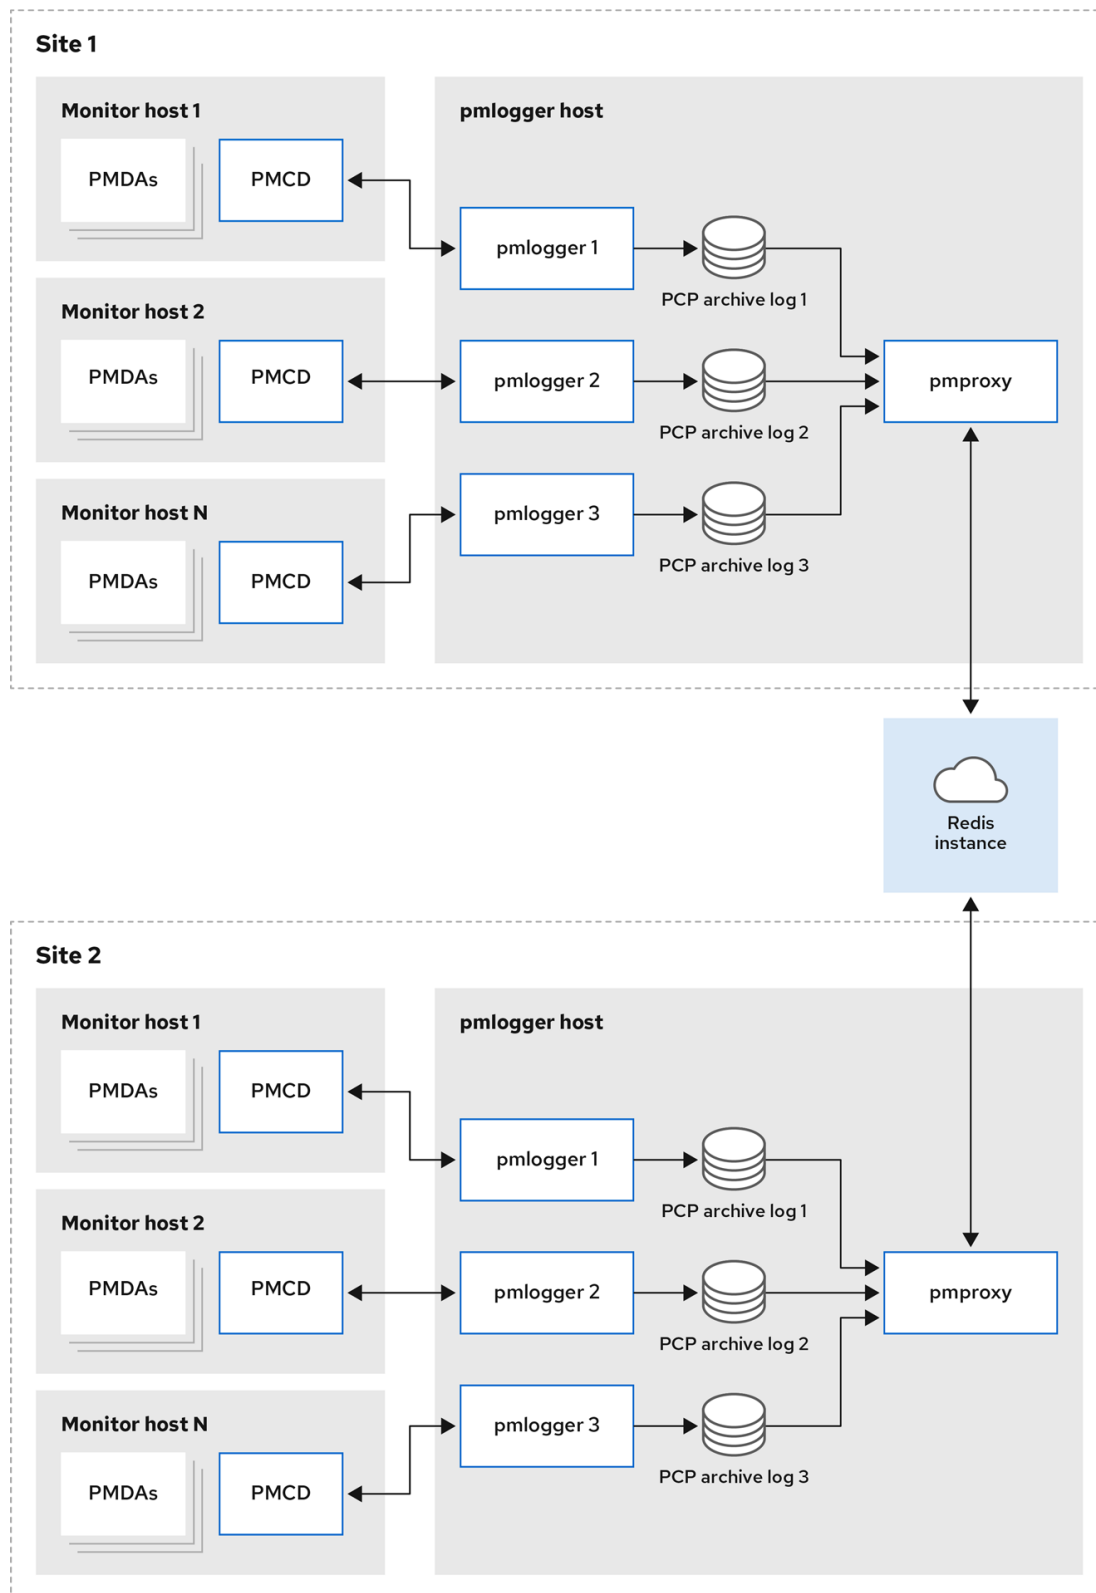 Site 1
Monitor host 1
PMDAs
PMCD
Monitor host 2
PMDAs
PMCD
Monitor host N
PMDAs
PMCD
pmlogger host
pmlogger 1
PCP archive log 1
pmlogger 2
PCP archive log 2
pmlogger 3
PCP archive log 3
pmproxy
Redis
instance
Site 2
Monitor host 1
PMDAs
PMCD
Monitor host 2
PMDAs
PMCD
Monitor host N
PMDAs
PMCD
pmlogger host
pmlogger 1
PCP archive log 1
pmlogger 2
PCP archive log 2
pmlogger 3
PCP archive log 3
pmproxy